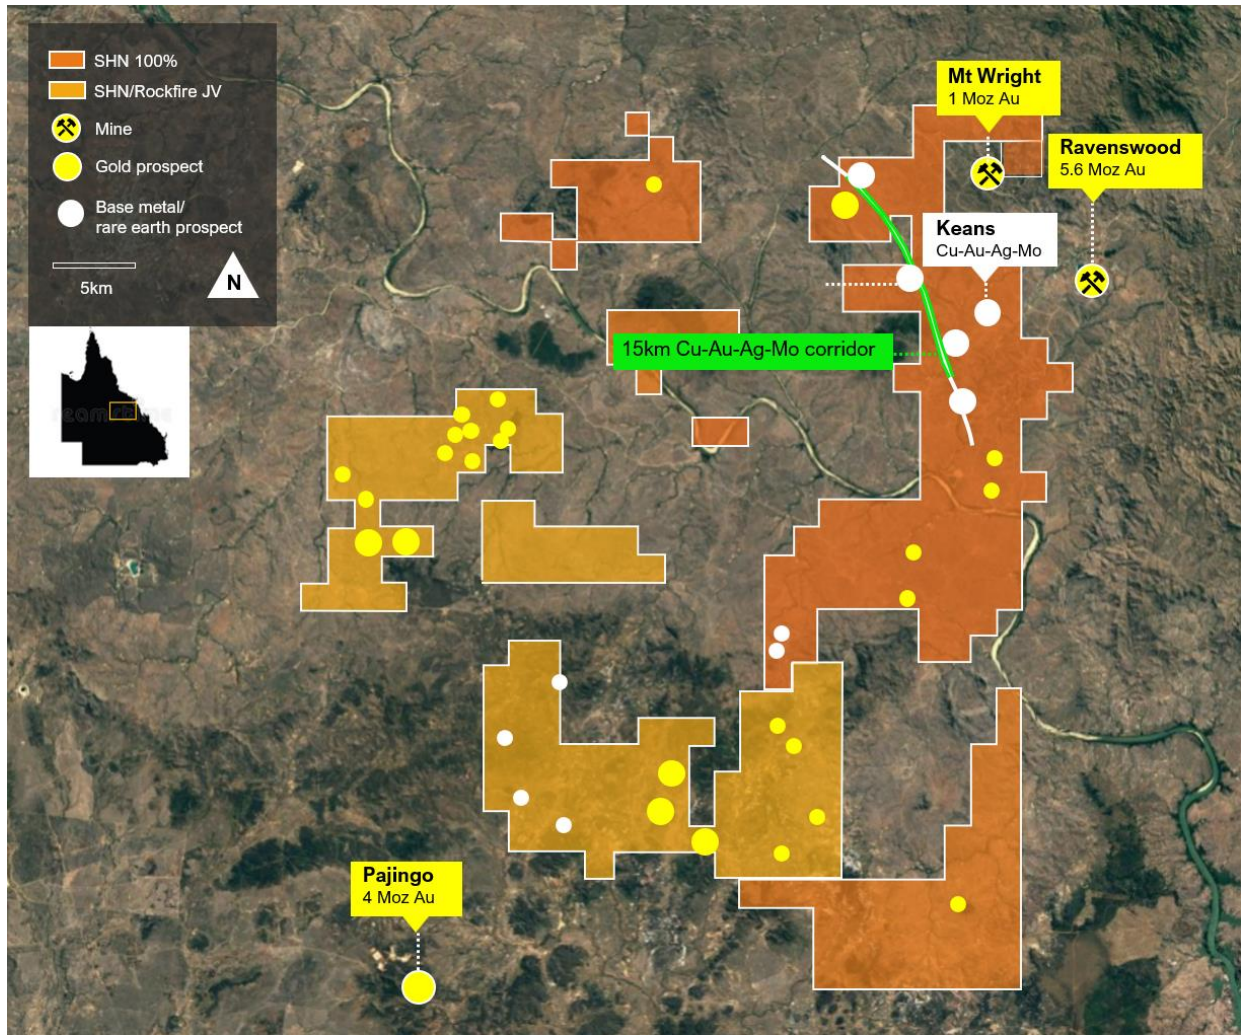 SHN 100%
SHN/Rockfire JV
Mine
Gold prospect
Base metal/
rare earth prospect
5km
N
Mt Wright
1 Moz Au
Ravenswood
5.6 Moz Au
Keans
Cu-Au-Ag-Mo
15km Cu-Au-Ag-Mo corridor
Pajingo
4 Moz Au